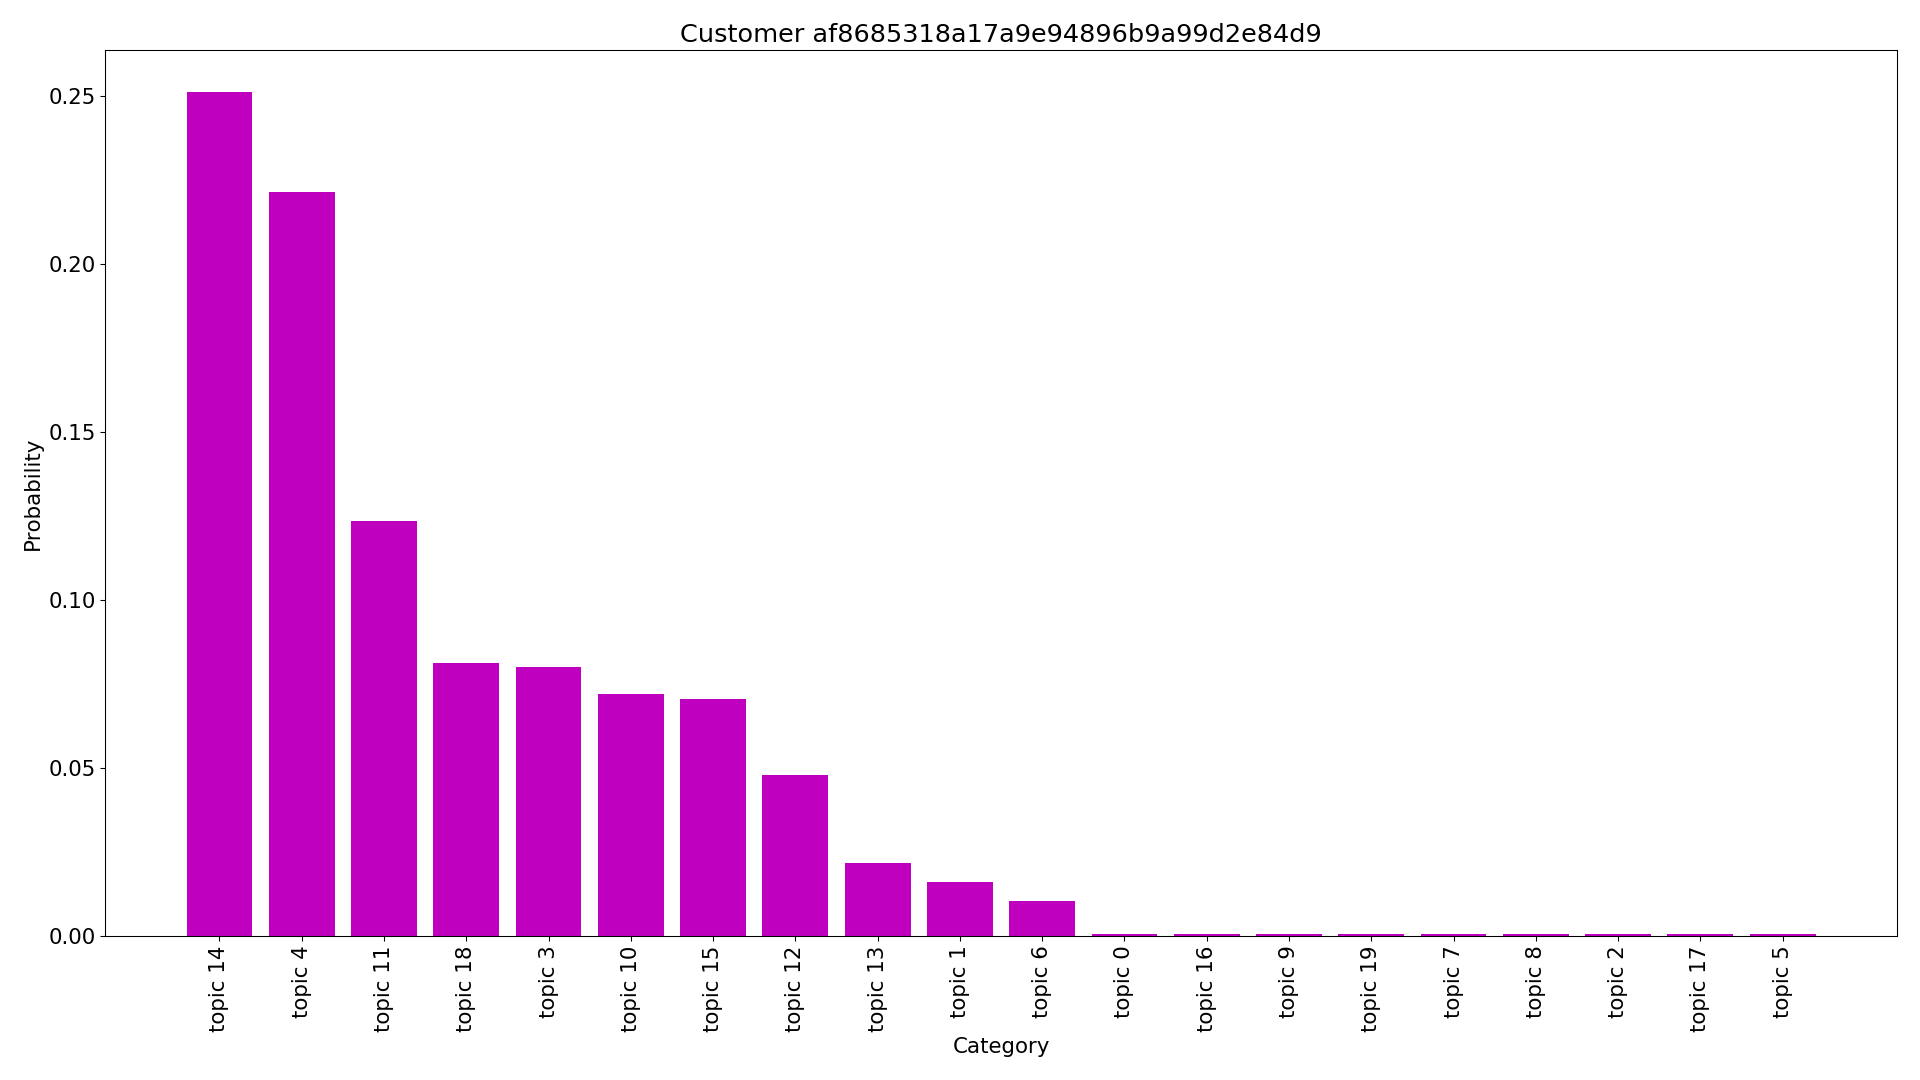 Customer af8685318a17a9e94896b9a99d2e84d9
0.25
0.20
0.15
0.10
0.05
0.00
Probability
topic 14
topic 4
topic 11
topic 18
topic 3
topic 10
topic 15
topic 12
topic 13
topic 1
topic 6
topic 0
topic 16
topic 9
topic 19
topic 7
topic 8
topic 2
topic 17
topic 5
Category